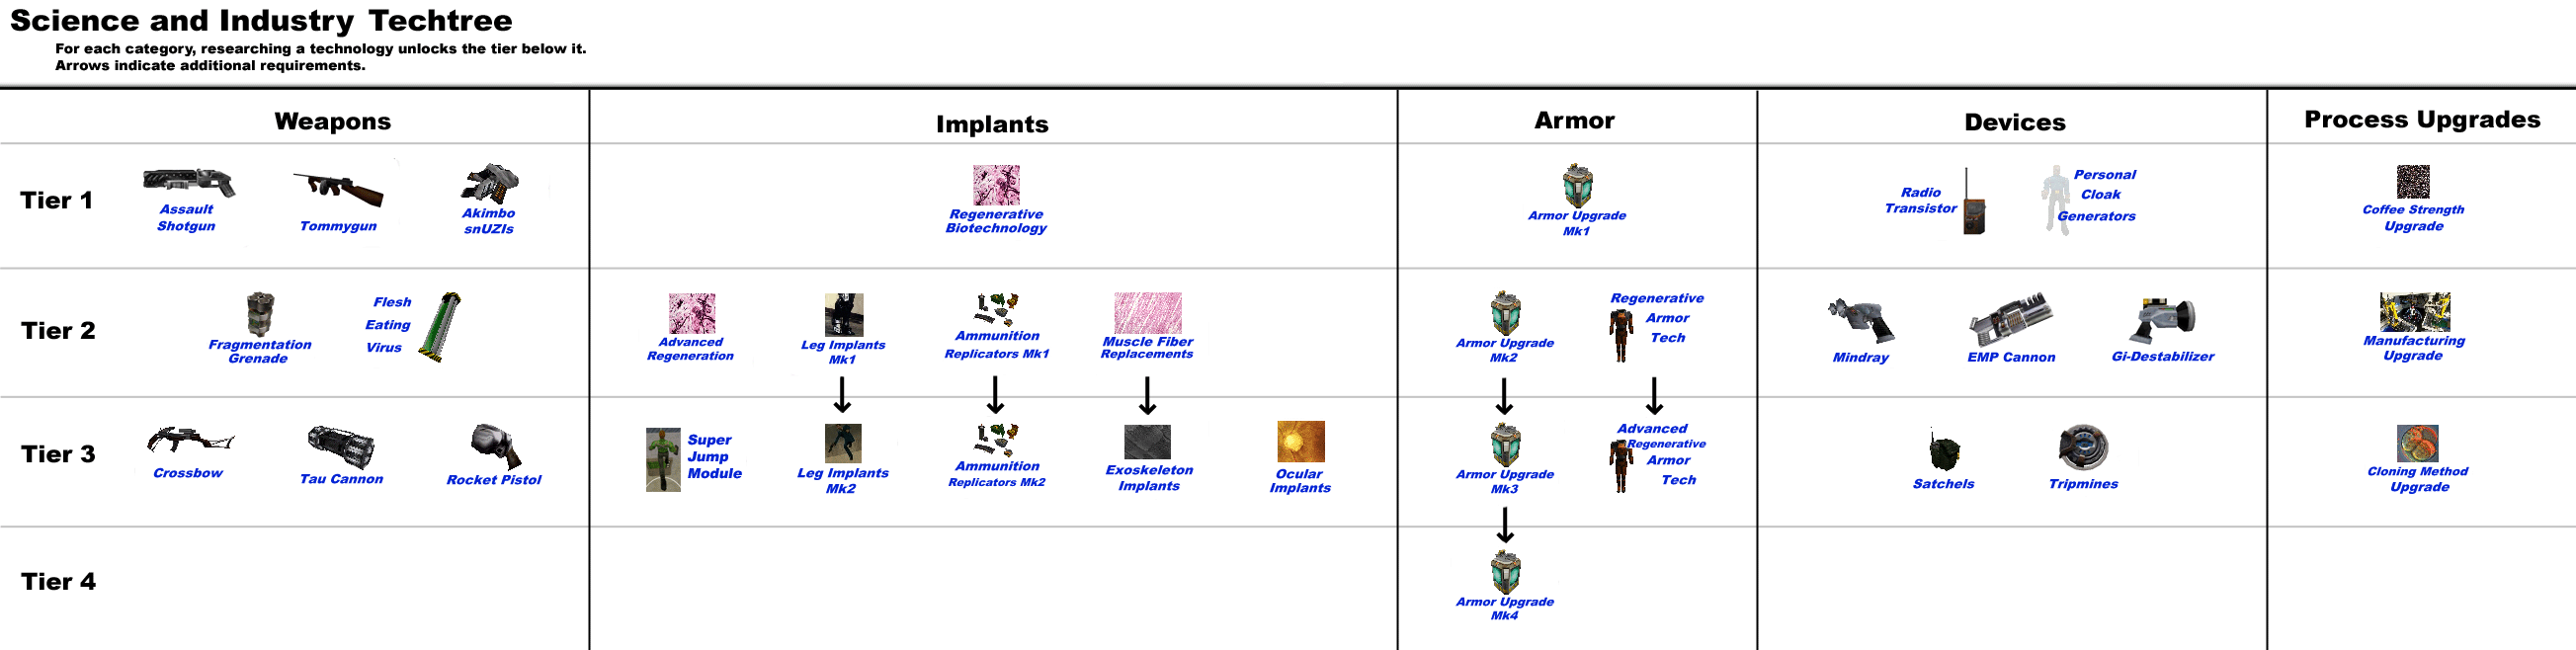 Science and Industry Techtree
For each category, researching a technology unlocks the tier below it.
Arrows indicate additional requirements.
Weapons
Implants
Armor
Devices
Process Upgrades
Tier 1
Assault
Shotgun
Tommygun
Akimbo
snUZIs
Regenerative
Biotechnology
Armor Upgrade
Mk1
Radio
Transistor
Personal
Cloak
Generators
Coffee Strength
Upgrade
Tier 2
Fragmentation
Grenade
Flesh
Eating
Virus
Advanced
Regeneration
Leg Implants
Mk1
Ammunition
Replicators Mk1
Muscle Fiber
Replacements
Armor Upgrade
Mk2
Regenerative
Armor
Tech
Mindray
EMP Cannon
Gi-Destabilizer
Manufacturing
Upgrade
Tier 3
Crossbow
Tau Cannon
Rocket Pistol
Super
Jump
Module
Leg Implants
Mk2
Ammunition
Replicators Mk2
Exoskeleton
Implants
Ocular
Implants
Armor Upgrade
Mk3
Advanced
Regenerative
Armor
Tech
Satchels
Tripmines
Cloning Method
Upgrade
Tier 4
Armor Upgrade
Mk4